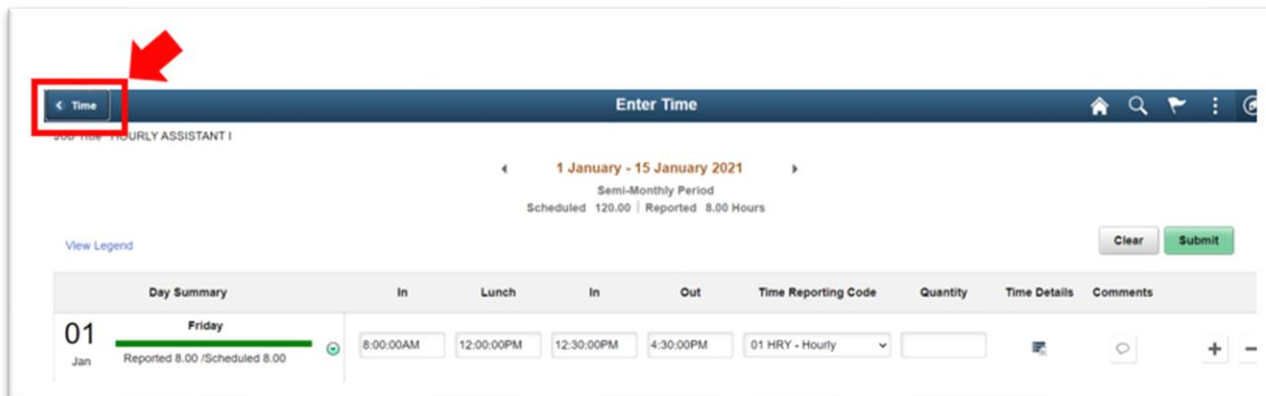 Time
Enter Time
Job Title HOURLY ASSISTANT I
1 January - 15 January 2021
Semi-Monthly Period
Scheduled 120.00 | Reported 8.00 Hours
View Legend
Clear Submit
Day Summary In Lunch In Out Time Reporting Code Quantity Time Details Comments
01 Friday 8:00:00AM 12:00:00PM 12:30:00PM 4:30:00PM 01 HRY - Hourly
Jan Reported 8.00 /Scheduled 8.00